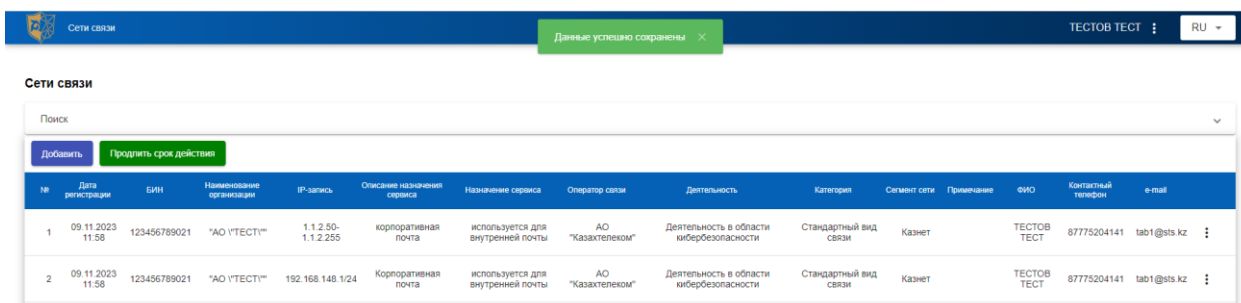 Сети связи
Данные успешно сохранены ×
ТЕСТОВ ТЕСТ
RU
Сети связи
Поиск
Добавить
Продлить срок действия
№ Дата регистрации БИН Наименование организации IP-запись Описание назначения сервиса Назначение сервиса Оператор связи Деятельность Категория Сегмент сети Примечание ФИО Контактный телефон e-mail
1 09.11.2023 11:58 123456789021 "АО \"ТЕСТ\"" 1.1.2.50-1.1.2.255 корпоративная почта используется для внутренней почты АО "Казахтелеком" Деятельность в области кибербезопасности Стандартный вид связи Казнет ТЕСТОВ ТЕСТ 87775204141 tab1@sts.kz
2 09.11.2023 11:58 123456789021 "АО \"ТЕСТ\"" 192.168.148.1/24 Корпоративная почта используется для внутренней почты АО "Казахтелеком" Деятельность в области кибербезопасности Стандартный вид связи Казнет ТЕСТОВ ТЕСТ 87775204141 tab1@sts.kz